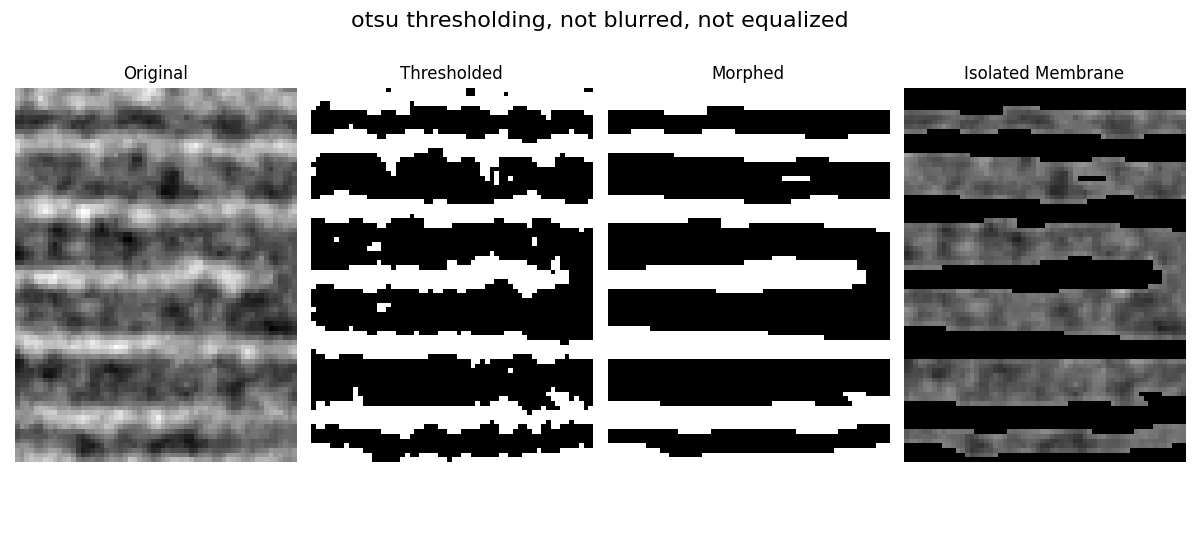 otsu thresholding, not blurred, not equalized
Original
Thresholded
Morphed
Isolated Membrane